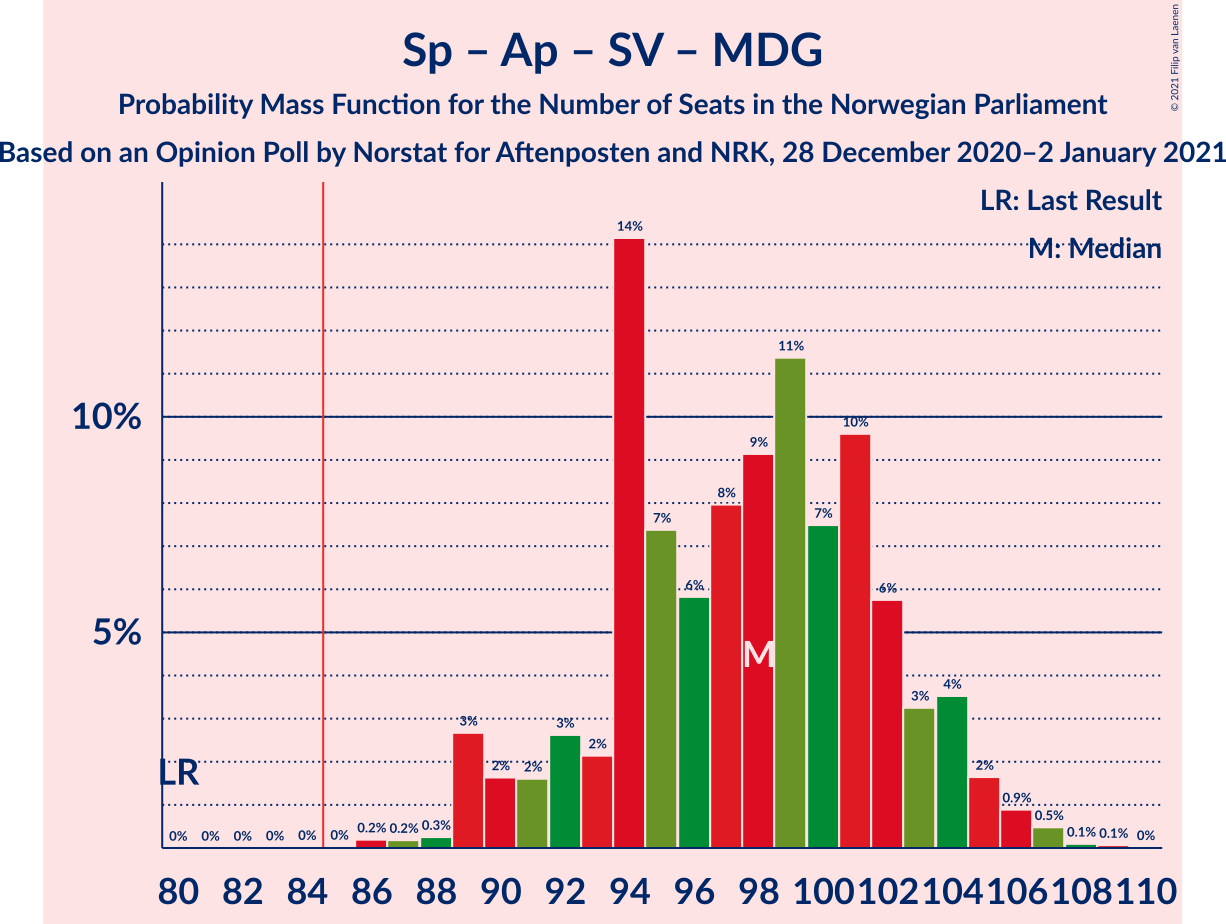 Sp – Ap – SV – MDG
Probability Mass Function for the Number of Seats in the Norwegian Parliament
Based on an Opinion Poll by Norstat for Aftenposten and NRK, 28 December 2020–2 January 2021
© 2021 Filip van Laenen
LR: Last Result
M: Median
10%
5%
LR
M
0% 0% 0% 0% 0% 0% 0.2% 0.2% 0.3% 3% 2% 2% 3% 2% 14% 7% 6% 8% 9% 11% 7% 10% 6% 3% 4% 2% 0.9% 0.5% 0.1% 0.1% 0%
80 82 84 86 88 90 92 94 96 98 100 102 104 106 108 110